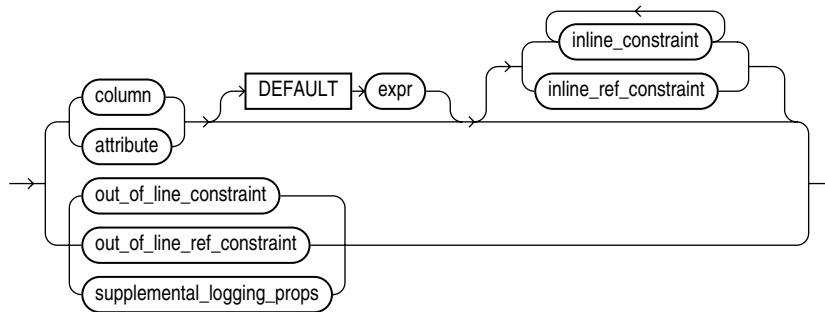 column
attribute
DEFAULT expr
inline_constraint
inline_ref_constraint
out_of_line_constraint
out_of_line_ref_constraint
supplemental_logging_props